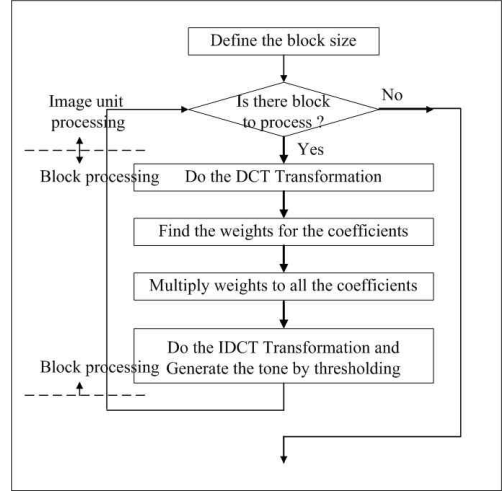 Define the block size
Image unit
processing
Is there block
to process ?
No
Yes
Block processing
Do the DCT Transformation
Find the weights for the coefficients
Multiply weights to all the coefficients
Do the IDCT Transformation and
Generate the tone by thresholding
Block processing